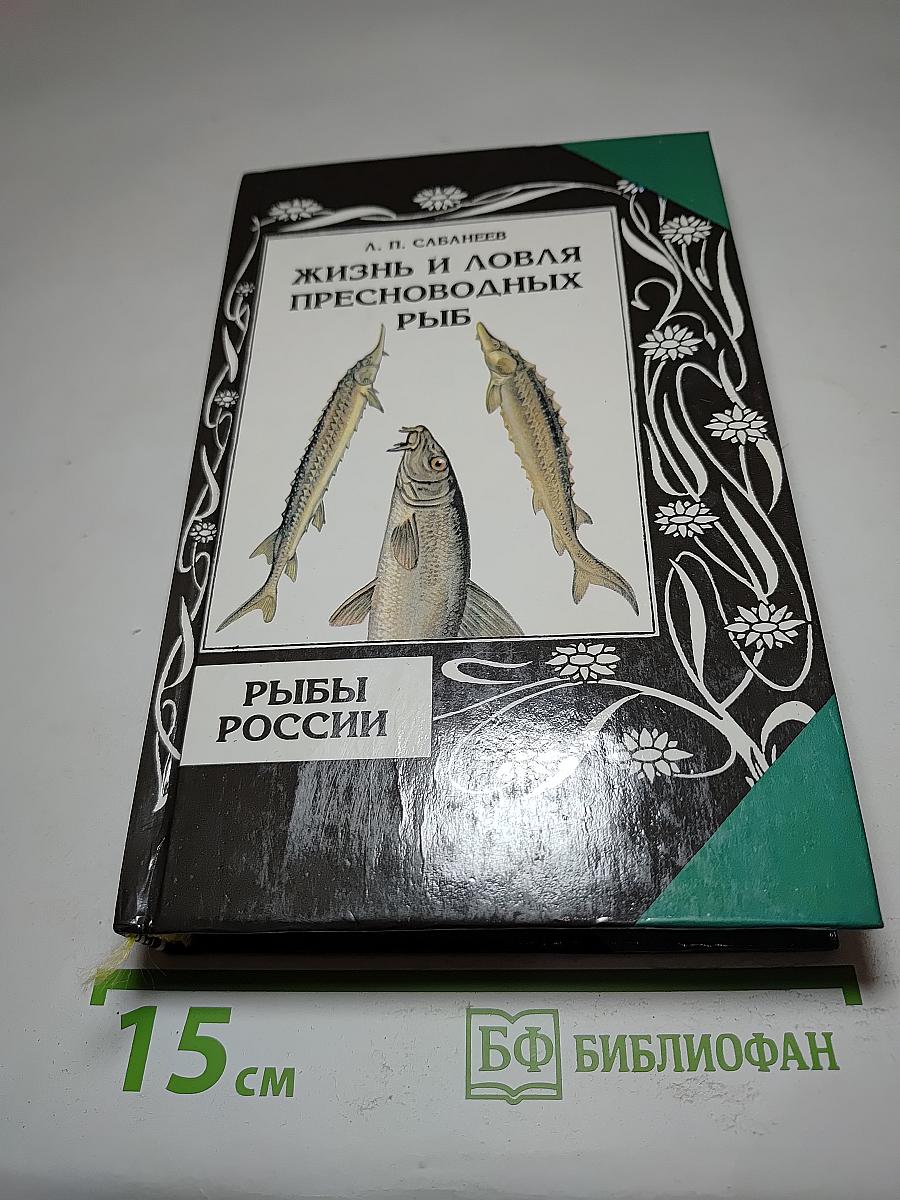 Л. П. САБАНЕЕВ
ЖИЗНЬ И ЛОВЛЯ
ПРЕСНОВОДНЫХ
РЫБ
РЫБЫ
РОССИИ
15 см
БФ БИБЛИОФАН